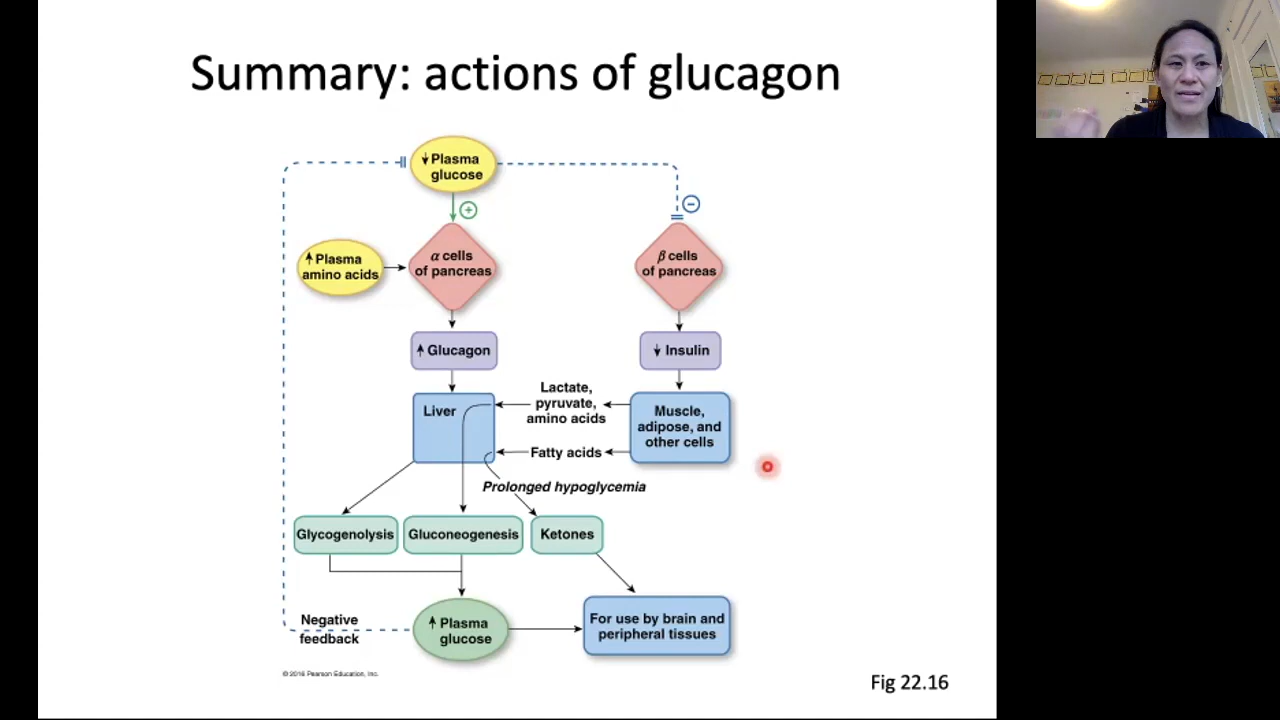 Summary: actions of glucagon
↓ Plasma
glucose
+
−
↑ Plasma
amino acids
α cells
of pancreas
β cells
of pancreas
↑ Glucagon
↓ Insulin
Liver
Lactate,
pyruvate,
amino acids
Muscle,
adipose, and
other cells
Fatty acids
Prolonged hypoglycemia
Glycogenolysis
Gluconeogenesis
Ketones
Negative
feedback
↑ Plasma
glucose
For use by brain and
peripheral tissues
© 2016 Pearson Education, Inc.
Fig 22.16